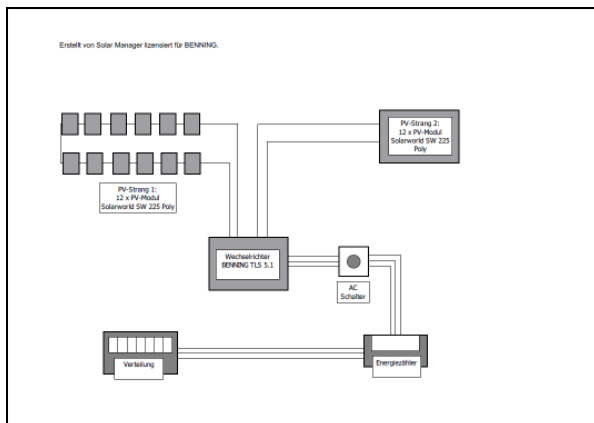 Erstellt von Solar Manager lizensiert für BENNING.
PV-Strang 2:
12 x PV-Modul
Solarworld SW 225
Poly
PV-Strang 1:
12 x PV-Modul
Solarworld SW 225 Poly
Wechselrichter
BENNING TLS 3.1
AC
Schalter
Verteilung
Energiezähler